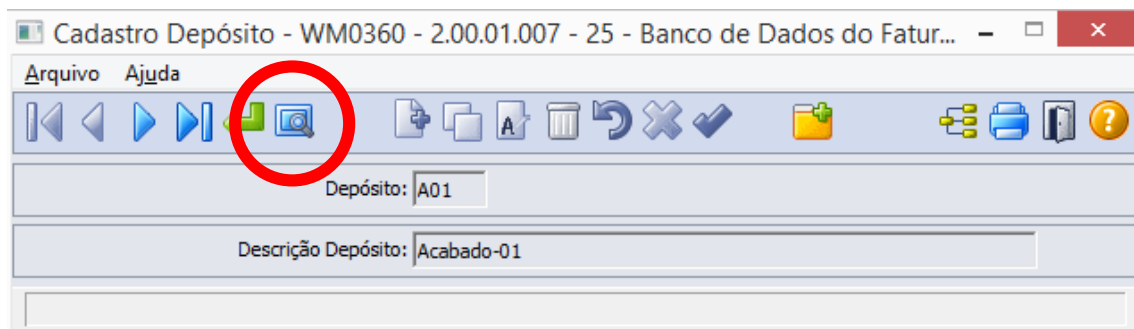 Cadastro Depósito - WM0360 - 2.00.01.007 - 25 - Banco de Dados do Fatur...
Arquivo Ajuda
Depósito: A01
Descrição Depósito: Acabado-01